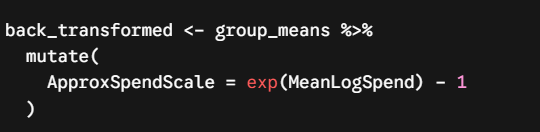 back_transformed <- group_means %>%
  mutate(
    ApproxSpendScale = exp(MeanLogSpend) - 1
  )